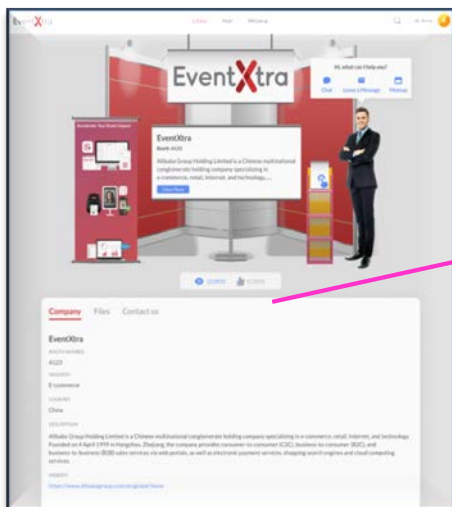 EventXtra
EventXtra
Hi, what can I help you?
Chat
Leave a Message
Meetup
Accelerate Your Event Impact
EventXtra
Booth A123
Alibaba Group Holding Limited is a Chinese multinational
conglomerate holding company specializing in
e-commerce, retail, Internet, and technology....
Company Files Contact us
EventXtra
BOOTH NUMBER
A123
INDUSTRY
E-commerce
COUNTRY
China
DESCRIPTION
Alibaba Group Holding Limited is a Chinese multinational conglomerate holding company specializing in e-commerce, retail, Internet, and technology.
Founded on 4 April 1999 in Hangzhou, Zhejiang, the company provides consumer-to-consumer (C2C), business-to-consumer (B2C), and
business-to-business (B2B) sales services via web portals, as well as electronic payment services, shopping search engines and cloud computing
services.
WEBSITE